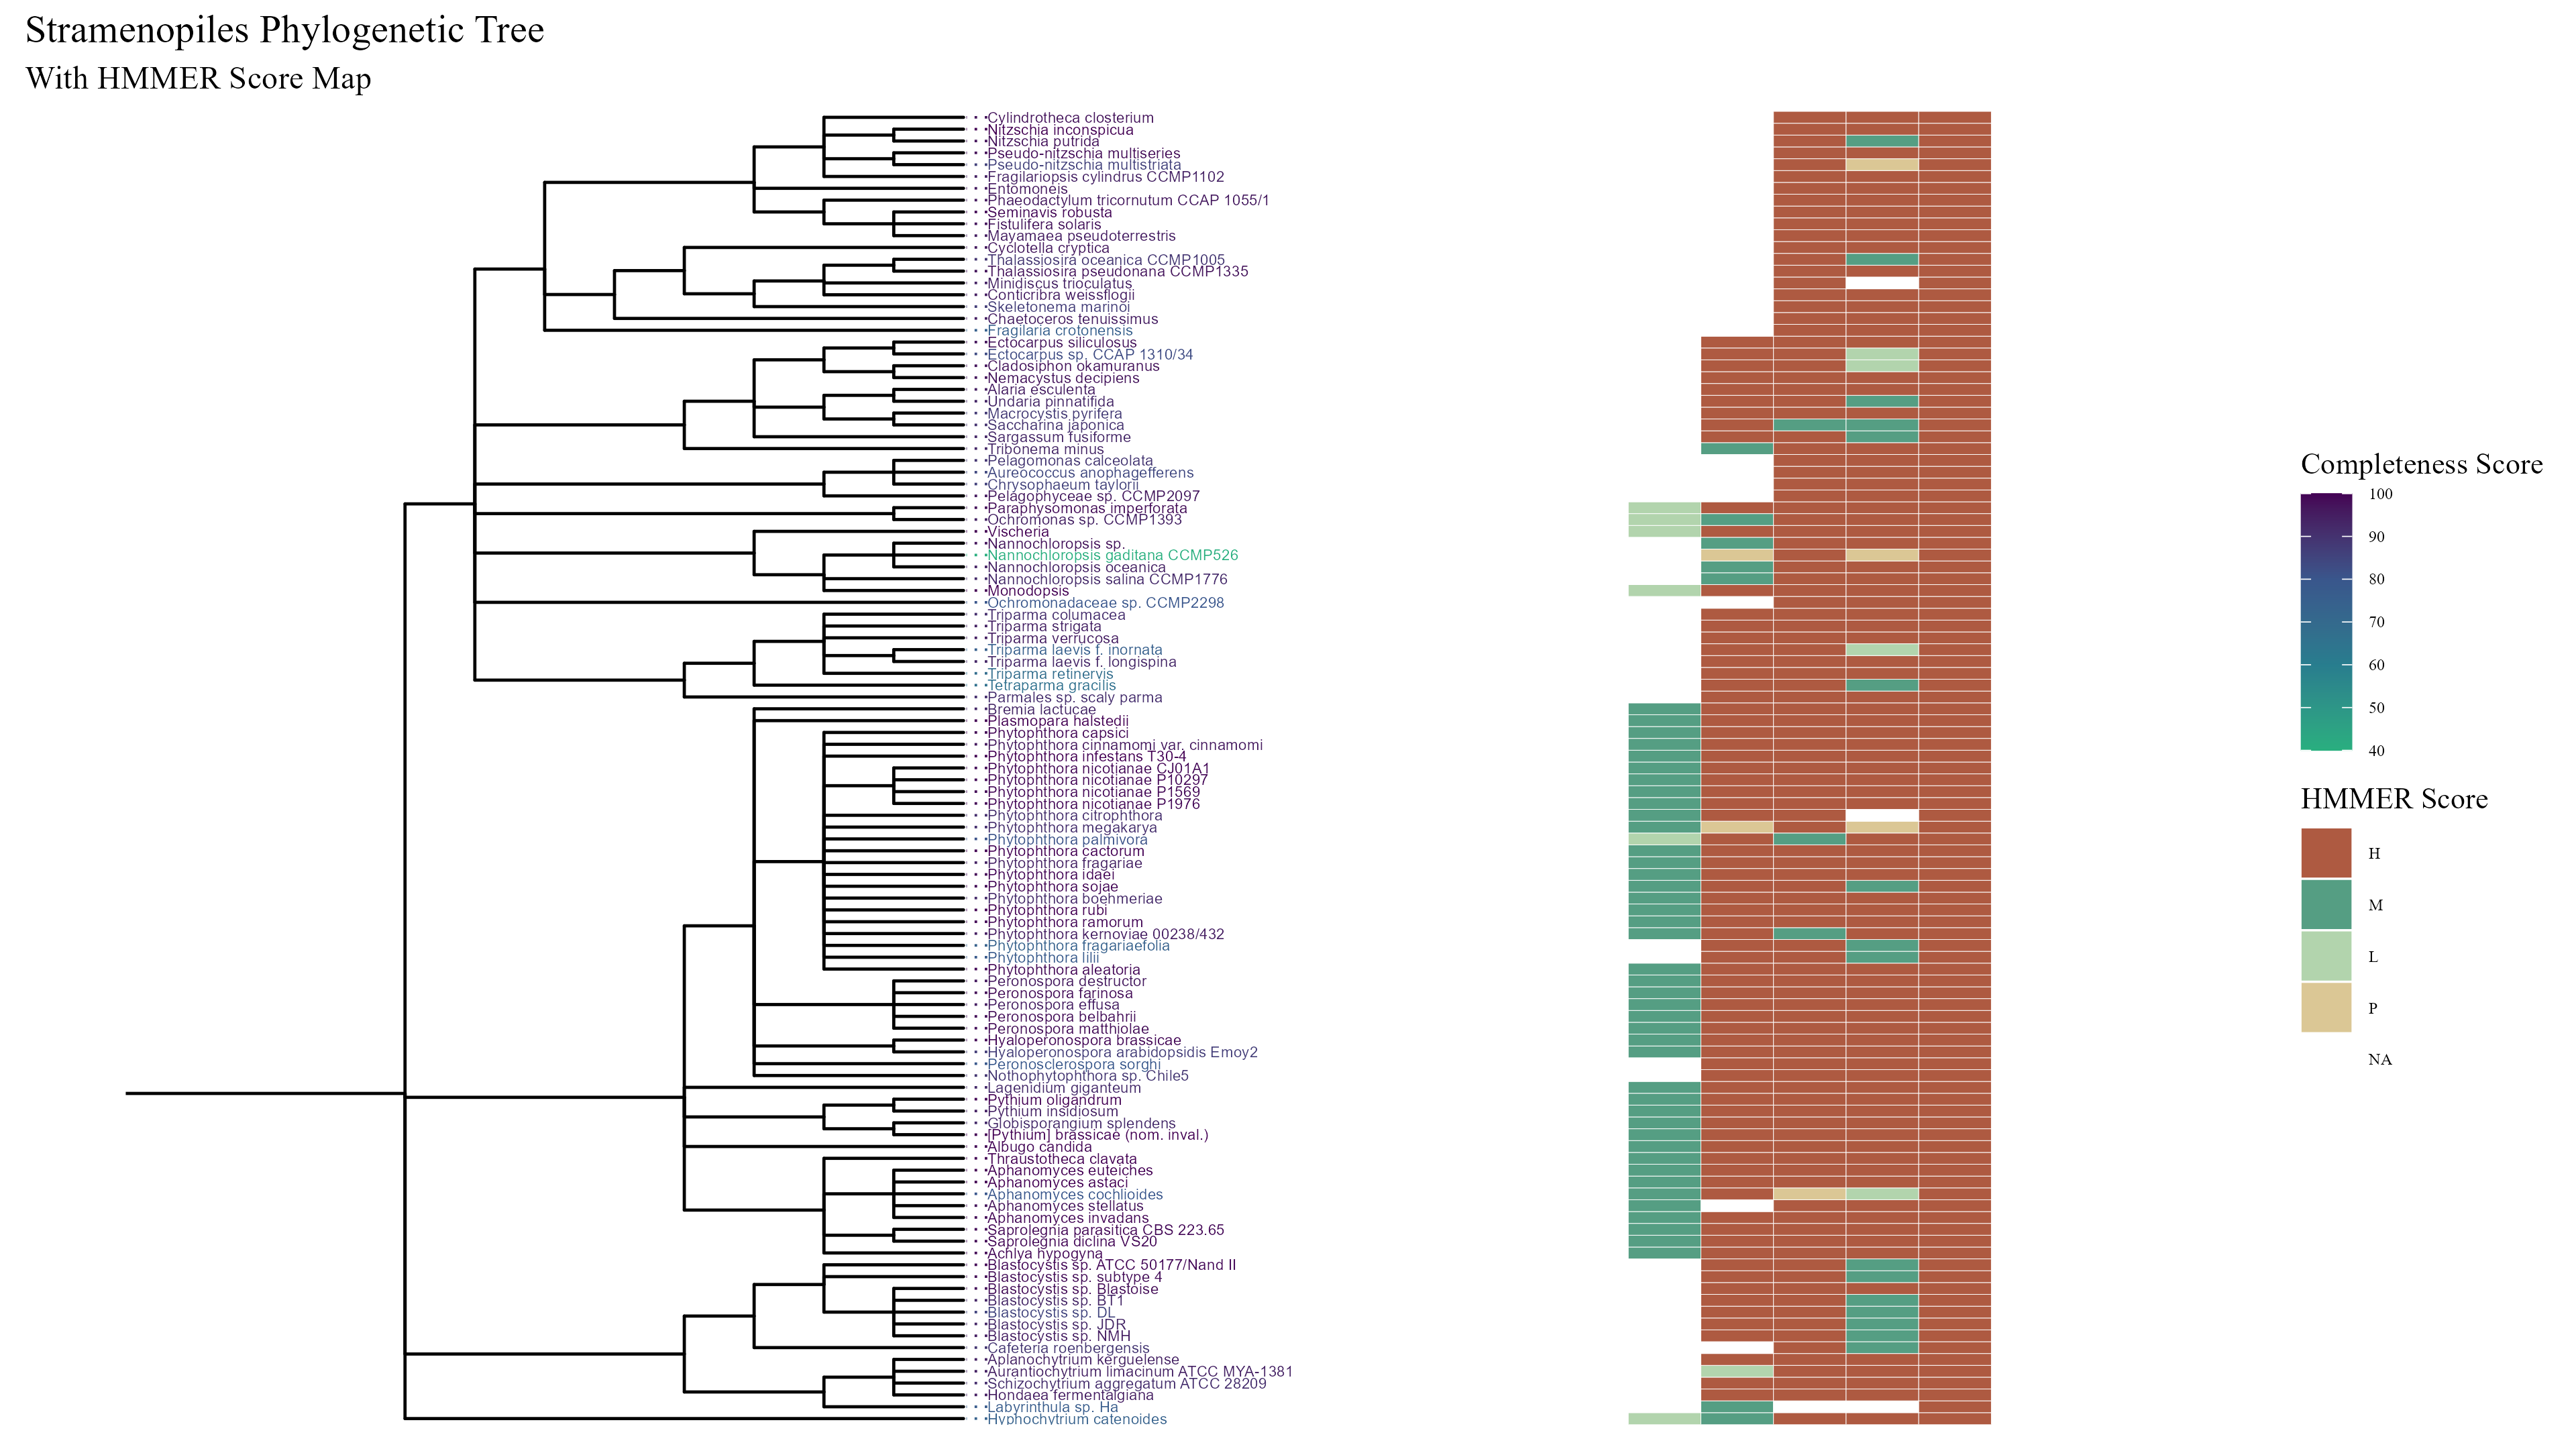 Stramenopiles Phylogenetic Tree
With HMMER Score Map
Cylindrotheca closterium
Nitzschia inconspicua
Nitzschia putrida
Pseudo-nitzschia multiseries
Pseudo-nitzschia multistriata
Fragilariopsis cylindrus CCMP1102
Entomoneis
Phaeodactylum tricornutum CCAP 1055/1
Seminavis robusta
Fistulifera solaris
Mayamaea pseudoterrestris
Cyclotella cryptica
Thalassiosira oceanica CCMP1005
Thalassiosira pseudonana CCMP1335
Minidiscus trioculatus
Conticribra weissflogii
Skeletonema marinoi
Chaetoceros tenuissimus
Fragilaria crotonensis
Ectocarpus siliculosus
Ectocarpus sp. CCAP 1310/34
Cladosiphon okamuranus
Nemacystus decipiens
Alaria esculenta
Undaria pinnatifida
Macrocystis pyrifera
Saccharina japonica
Sargassum fusiforme
Tribonema minus
Pelagomonas calceolata
Aureococcus anophagefferens
Chrysophaeum taylorii
Pelagophyceae sp. CCMP2097
Paraphysomonas imperforata
Ochromonas sp. CCMP1393
Vischeria
Nannochloropsis sp.
Nannochloropsis gaditana CCMP526
Nannochloropsis oceanica
Nannochloropsis salina CCMP1776
Monodopsis
Ochromonadaceae sp. CCMP2298
Triparma columacea
Triparma strigata
Triparma verrucosa
Triparma laevis f. inornata
Triparma laevis f. longispina
Triparma retinervis
Tetraparma gracilis
Parmales sp. scaly parma
Bremia lactucae
Plasmopara halstedii
Phytophthora capsici
Phytophthora cinnamomi var. cinnamomi
Phytophthora infestans T30-4
Phytophthora nicotianae CJ01A1
Phytophthora nicotianae P10297
Phytophthora nicotianae P1569
Phytophthora nicotianae P1976
Phytophthora citrophthora
Phytophthora megakarya
Phytophthora palmivora
Phytophthora cactorum
Phytophthora fragariae
Phytophthora idaei
Phytophthora sojae
Phytophthora boehmeriae
Phytophthora rubi
Phytophthora ramorum
Phytophthora kernoviae 00238/432
Phytophthora fragariaefolia
Phytophthora lilii
Phytophthora aleatoria
Peronospora destructor
Peronospora farinosa
Peronospora effusa
Peronospora belbahrii
Peronospora matthiolae
Hyaloperonospora brassicae
Hyaloperonospora arabidopsidis Emoy2
Peronosclerospora sorghi
Nothophytophthora sp. Chile5
Lagenidium giganteum
Pythium oligandrum
Pythium insidiosum
Globisporangium splendens
[Pythium] brassicae (nom. inval.)
Albugo candida
Thraustotheca clavata
Aphanomyces euteiches
Aphanomyces astaci
Aphanomyces cochlioides
Aphanomyces stellatus
Aphanomyces invadans
Saprolegnia parasitica CBS 223.65
Saprolegnia diclina VS20
Achlya hypogyna
Blastocystis sp. ATCC 50177/Nand II
Blastocystis sp. subtype 4
Blastocystis sp. Blastoise
Blastocystis sp. BT1
Blastocystis sp. DL
Blastocystis sp. JDR
Blastocystis sp. NMH
Cafeteria roenbergensis
Aplanochytrium kerguelense
Aurantiochytrium limacinum ATCC MYA-1381
Schizochytrium aggregatum ATCC 28209
Hondaea fermentalgiana
Labyrinthula sp. Ha
Hyphochytrium catenoides
Completeness Score
100
90
80
70
60
50
40
HMMER Score
H
M
L
P
NA